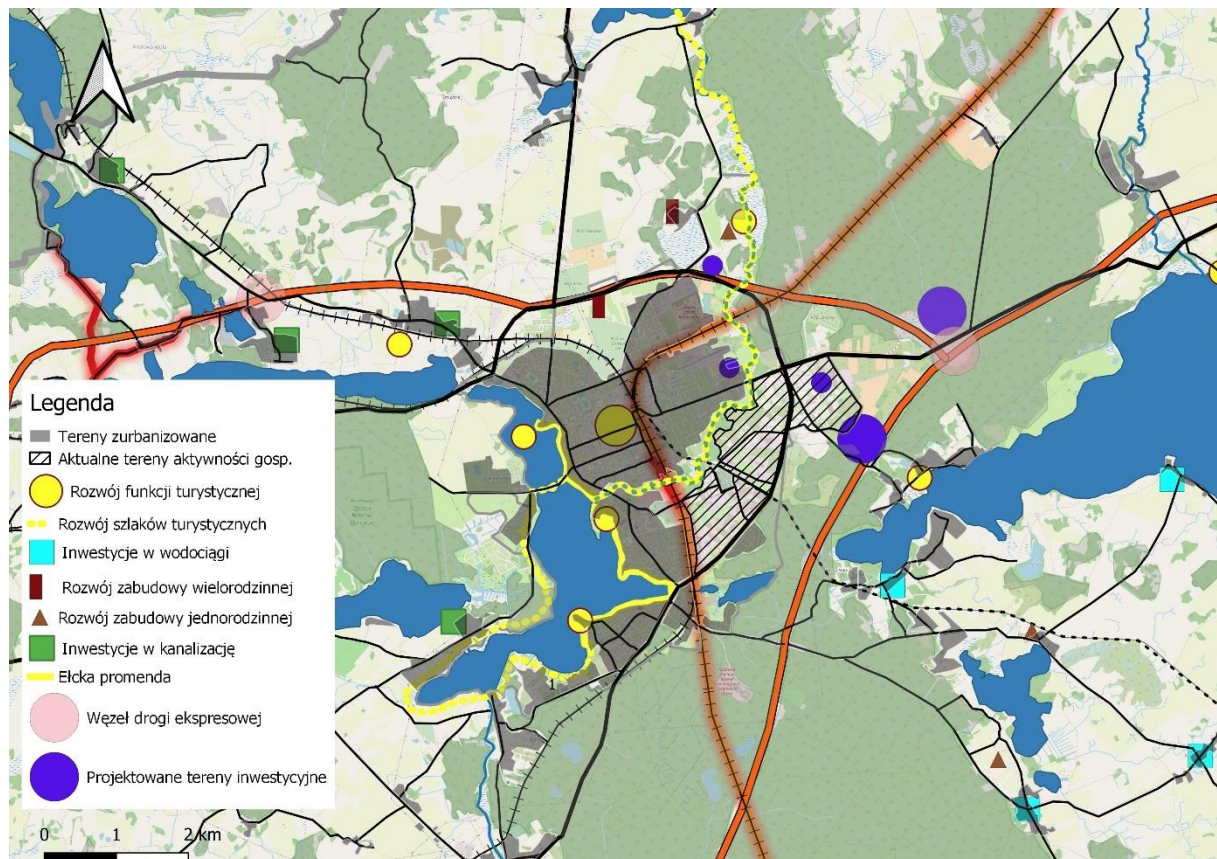 Legenda
Tereny zurbanizowane
Aktualne tereny aktywności gosp.
Rozwój funkcji turystycznej
Rozwój szlaków turystycznych
Inwestycje w wodociągi
Rozwój zabudowy wielorodzinnej
Rozwój zabudowy jednorodzinnej
Inwestycje w kanalizację
Ełcka promenda
Węzeł drogi ekspresowej
Projektowane tereny inwestycyjne
0 1 2 km